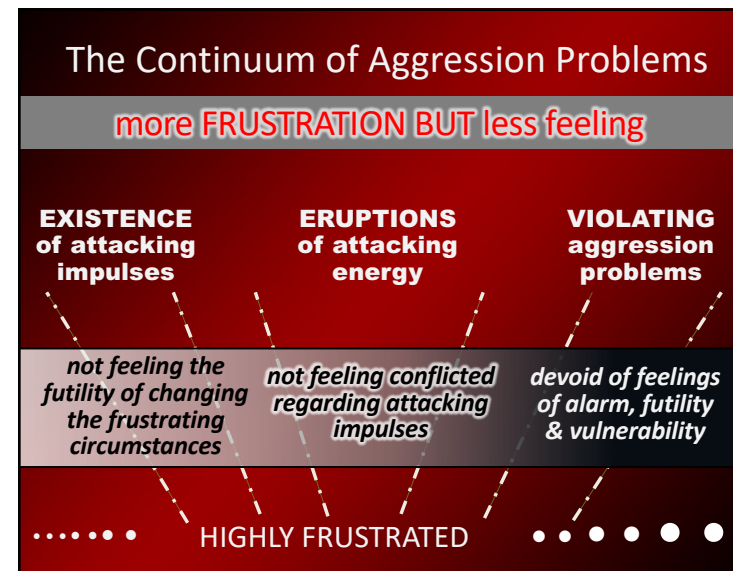 The Continuum of Aggression Problems
more FRUSTRATION BUT less feeling
EXISTENCE
of attacking
impulses
ERUPTIONS
of attacking
energy
VIOLATING
aggression
problems
not feeling the
futility of changing
the frustrating
circumstances
not feeling conflicted
regarding attacking
impulses
devoid of feelings
of alarm, futility
& vulnerability
HIGHLY FRUSTRATED